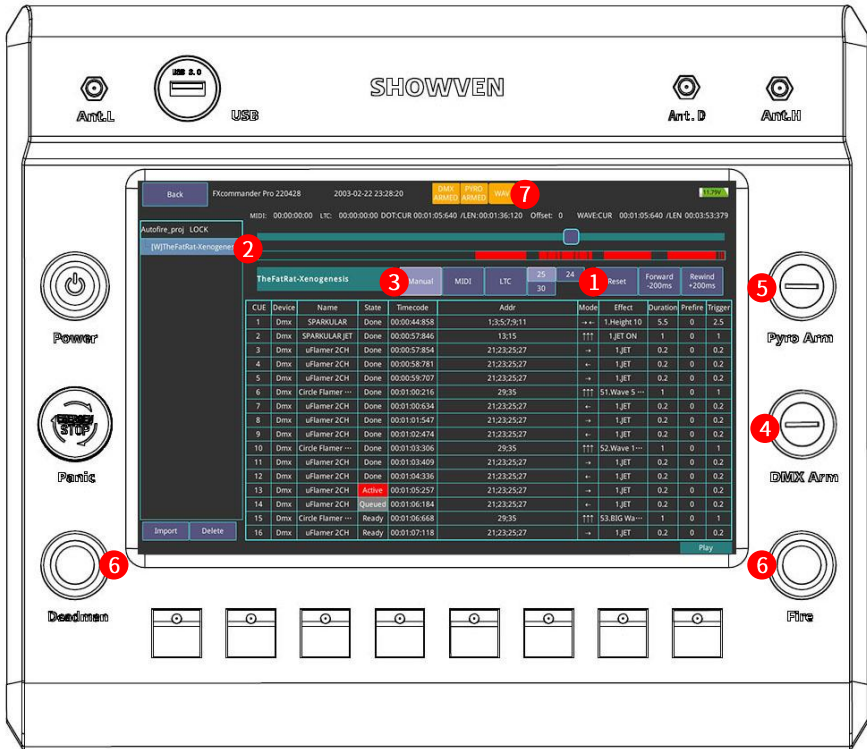 USB 2.0
SHOWVEN
Ant.L
USB
Ant.D
Ant.H
Back
FXcommander Pro 220428
2003-02-22 23:28:20
DMX ARMED
PYRO ARMED
WAV
7
11.79V
MIDI: 00:00:00:00 LTC: 00:00:00:00 DOT:CUR 00:01:05:640 /LEN:00:01:36:120 Offset: 0 WAVE:CUR 00:01:05:640 /LEN 00:03:53:379
Autofire_proj LOCK
[W]TheFatRat-Xenogenes
2
TheFatRat-Xenogenesis
3
Manual
MIDI
LTC
25
24
30
1
Reset
Forward -200ms
Rewind +200ms
CUE Device Name State Timecode Addr Mode Effect Duration Prefire Trigger
1 Dmx SPARKULAR Done 00:00:44:858 1;3;5;7;9;11 →← 1.Height 10 5.5 0 2.5
2 Dmx SPARKULAR JET Done 00:00:57:846 13;15 ↑↑↑ 1.JET ON 1 0 1
3 Dmx uFlamer 2CH Done 00:00:57:854 21;23;25;27 → 1.JET 0.2 0 0.2
4 Dmx uFlamer 2CH Done 00:00:58:781 21;23;25;27 ← 1.JET 0.2 0 0.2
5 Dmx uFlamer 2CH Done 00:00:59:707 21;23;25;27 → 1.JET 0.2 0 0.2
6 Dmx Circle Flamer ··· Done 00:01:00:216 29;35 ↑↑↑ 51.Wave 5 ··· 1 0 1
7 Dmx uFlamer 2CH Done 00:01:00:634 21;23;25;27 ← 1.JET 0.2 0 0.2
8 Dmx uFlamer 2CH Done 00:01:01:547 21;23;25;27 → 1.JET 0.2 0 0.2
9 Dmx uFlamer 2CH Done 00:01:02:474 21;23;25;27 ← 1.JET 0.2 0 0.2
10 Dmx Circle Flamer ··· Done 00:01:03:306 29;35 ↑↑↑ 52.Wave 1··· 1 0 1
11 Dmx uFlamer 2CH Done 00:01:03:409 21;23;25;27 → 1.JET 0.2 0 0.2
12 Dmx uFlamer 2CH Done 00:01:04:336 21;23;25;27 ← 1.JET 0.2 0 0.2
13 Dmx uFlamer 2CH Active 00:01:05:257 21;23;25;27 → 1.JET 0.2 0 0.2
14 Dmx uFlamer 2CH Queued 00:01:06:184 21;23;25;27 ← 1.JET 0.2 0 0.2
15 Dmx Circle Flamer ··· Ready 00:01:06:668 29;35 ↑↑↑ 53.BIG Wa··· 1 0 1
16 Dmx uFlamer 2CH Ready 00:01:07:118 21;23;25;27 → 1.JET 0.2 0 0.2
Import
Delete
Play
Power
STOP
Panic
6
Deadman
5
Pyro Arm
4
DMX Arm
6
Fire